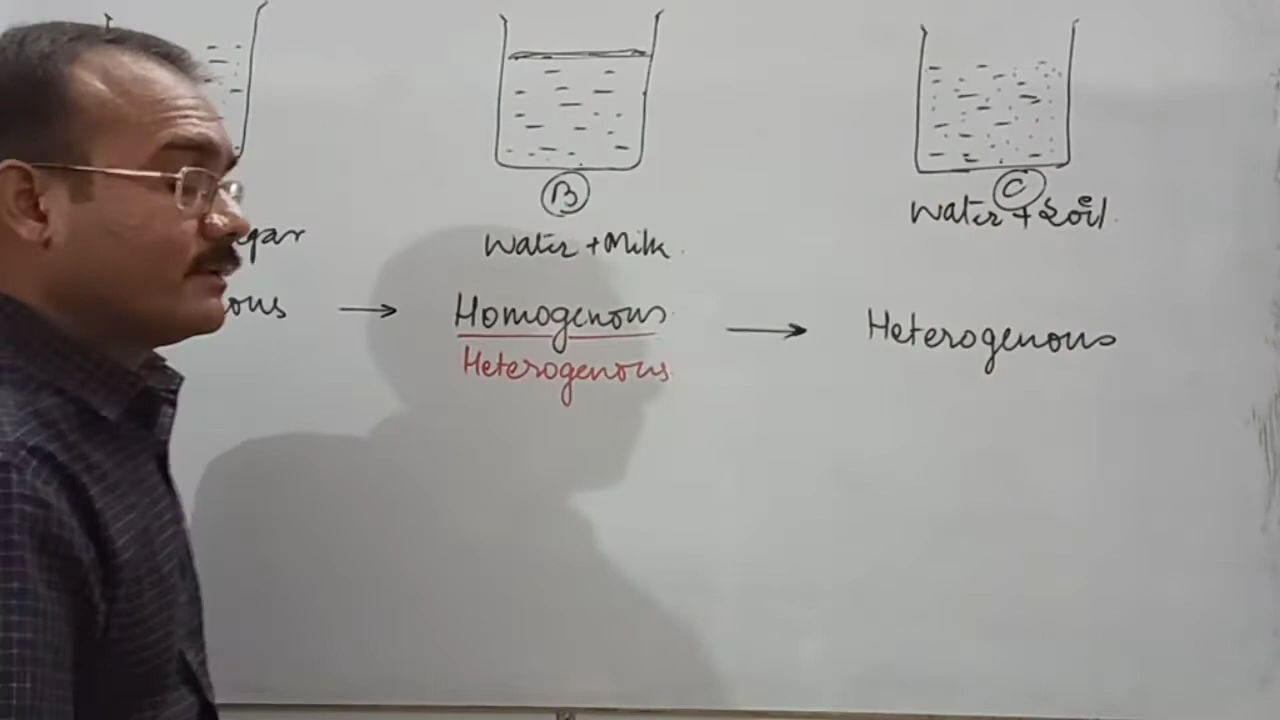 B
C
Water + Milk
Water + Soil
Homogenous
Heterogenous
Heterogenous